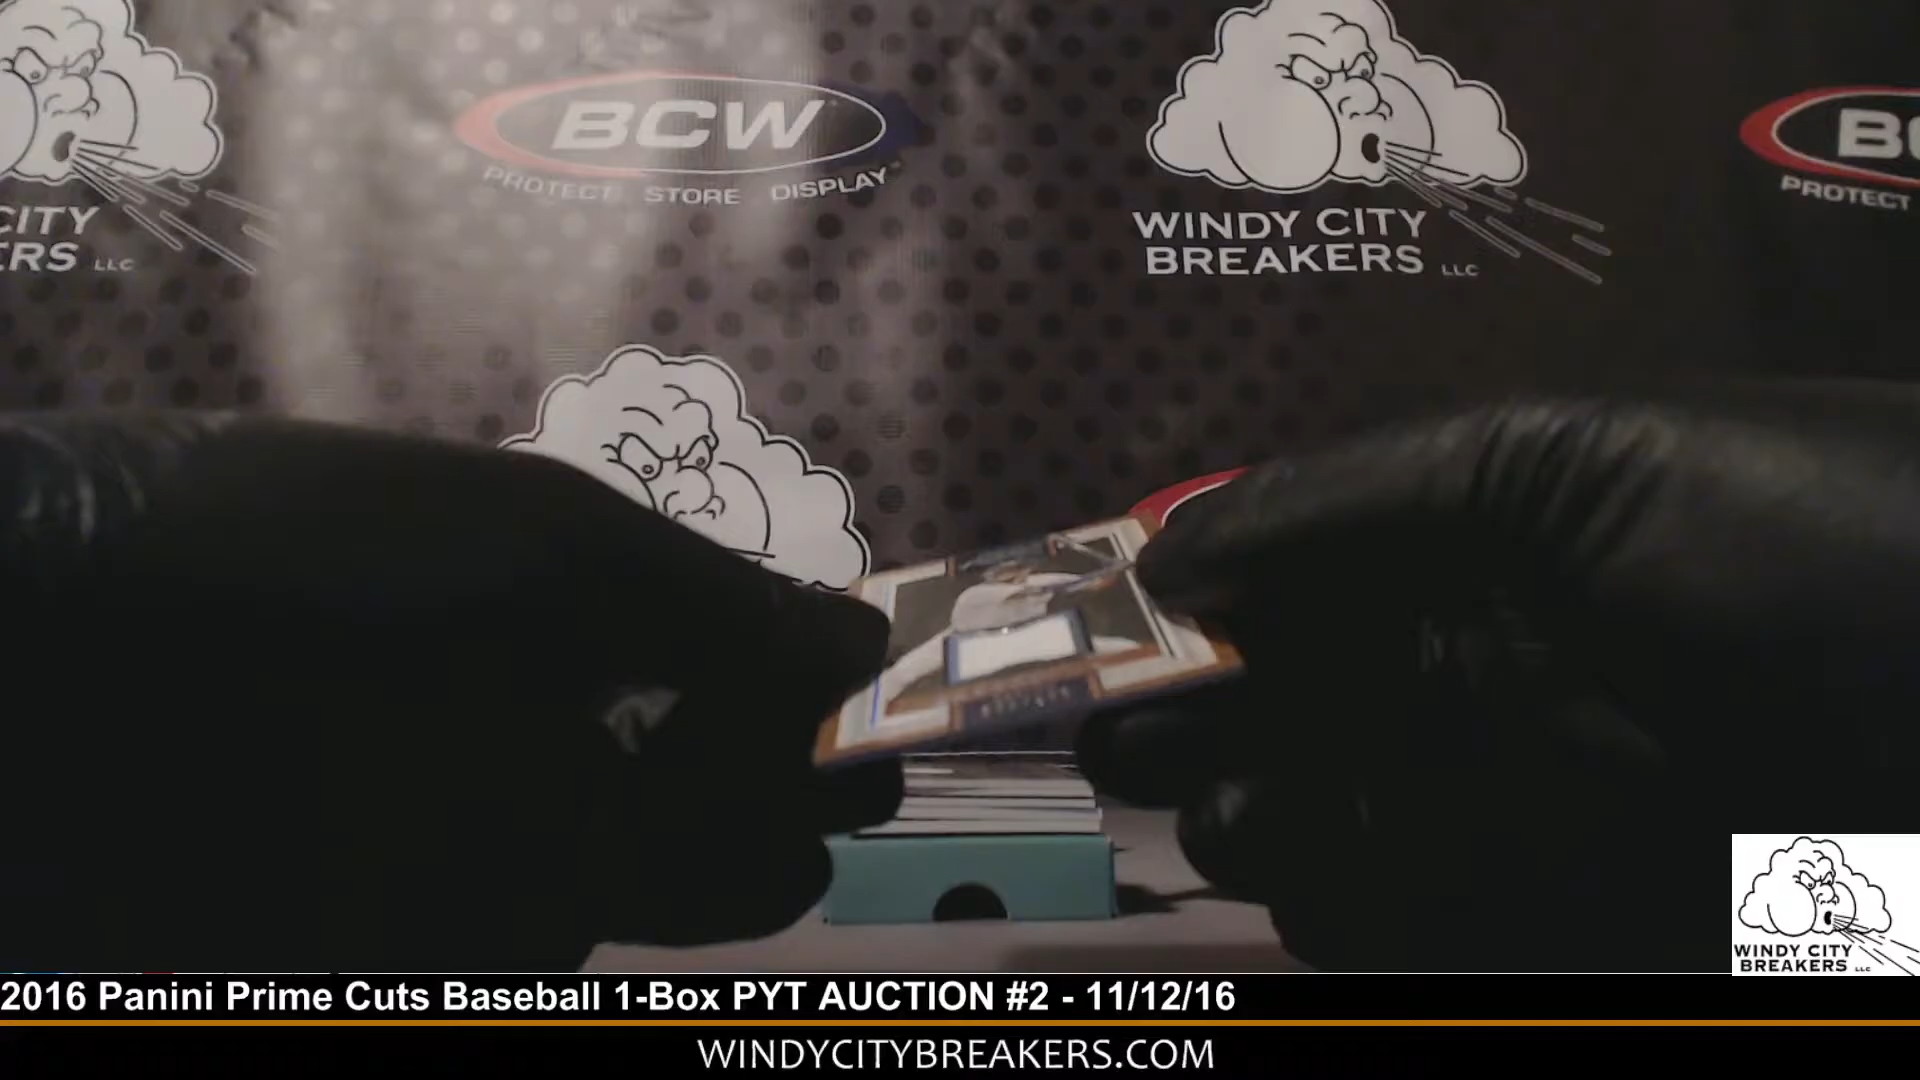 BCW
PROTECT STORE DISPLAY
WINDY CITY
BREAKERS LLC
CITY
ERS LLC
PROTECT
WINDY CITY
BREAKERS LLC
2016 Panini Prime Cuts Baseball 1-Box PYT AUCTION #2 - 11/12/16
WINDYCITYBREAKERS.COM